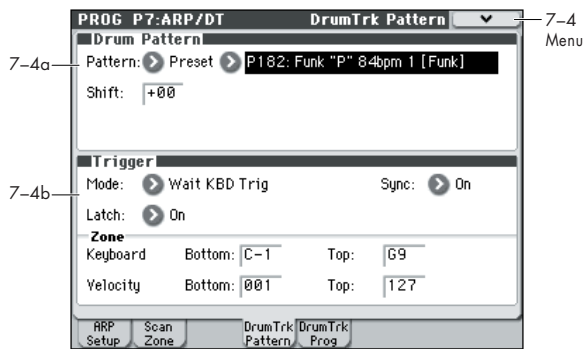 PROG P7:ARP/DT DrumTrk Pattern
7–4
Menu
Drum Pattern
7–4a
Pattern: Preset P182: Funk "P" 84bpm 1 [Funk]
Shift: +00
Trigger
7–4b
Mode: Wait KBD Trig Sync: On
Latch: On
Zone
Keyboard Bottom: C-1 Top: G9
Velocity Bottom: 001 Top: 127
ARP Setup
Scan Zone
DrumTrk Pattern
DrumTrk Prog